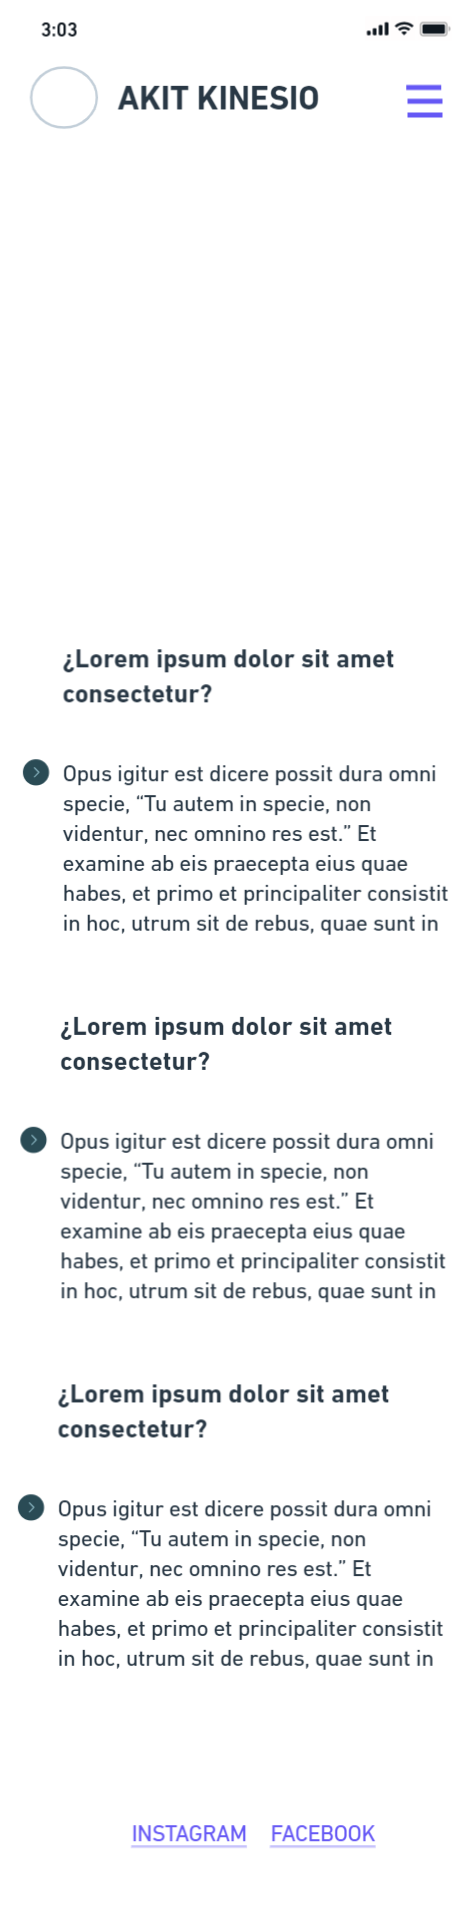 3:03
AKIT KINESIO
¿Lorem ipsum dolor sit amet
consectetur?
Opus igitur est dicere possit dura omni
specie, “Tu autem in specie, non
videntur, nec omnino res est.” Et
examine ab eis praecepta eius quae
habes, et primo et principaliter consistit
in hoc, utrum sit de rebus, quae sunt in
¿Lorem ipsum dolor sit amet
consectetur?
Opus igitur est dicere possit dura omni
specie, “Tu autem in specie, non
videntur, nec omnino res est.” Et
examine ab eis praecepta eius quae
habes, et primo et principaliter consistit
in hoc, utrum sit de rebus, quae sunt in
¿Lorem ipsum dolor sit amet
consectetur?
Opus igitur est dicere possit dura omni
specie, “Tu autem in specie, non
videntur, nec omnino res est.” Et
examine ab eis praecepta eius quae
habes, et primo et principaliter consistit
in hoc, utrum sit de rebus, quae sunt in
INSTAGRAM FACEBOOK